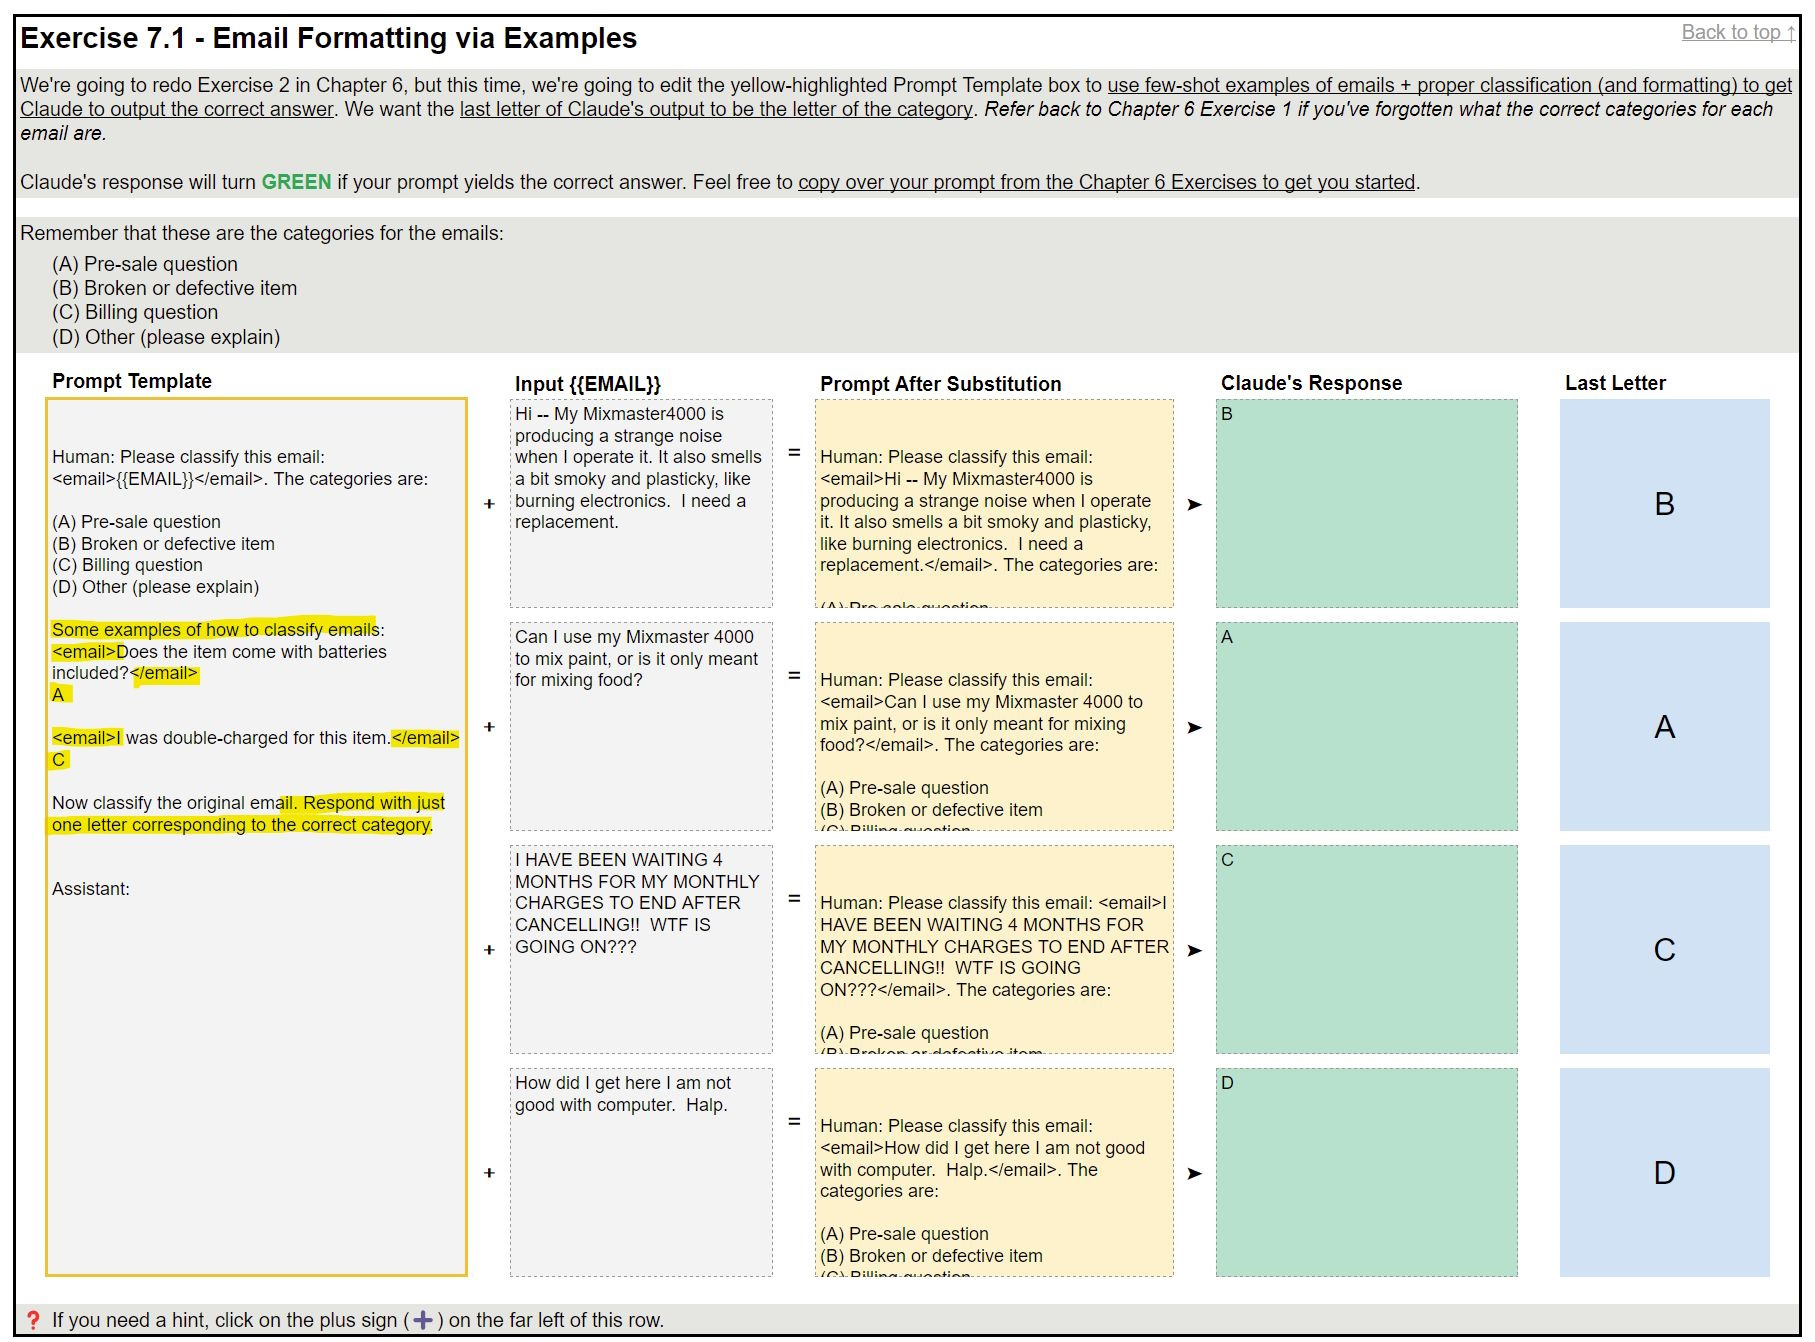 Exercise 7.1 - Email Formatting via Examples
Back to top ↑
We're going to redo Exercise 2 in Chapter 6, but this time, we're going to edit the yellow-highlighted Prompt Template box to use few-shot examples of emails + proper classification (and formatting) to get
Claude to output the correct answer. We want the last letter of Claude's output to be the letter of the category. Refer back to Chapter 6 Exercise 1 if you've forgotten what the correct categories for each
email are.
Claude's response will turn GREEN if your prompt yields the correct answer. Feel free to copy over your prompt from the Chapter 6 Exercises to get you started.
Remember that these are the categories for the emails:
(A) Pre-sale question
(B) Broken or defective item
(C) Billing question
(D) Other (please explain)
Prompt Template
Human: Please classify this email:
<email>{{EMAIL}}</email>. The categories are:
(A) Pre-sale question
(B) Broken or defective item
(C) Billing question
(D) Other (please explain)
Some examples of how to classify emails:
<email>Does the item come with batteries
included?</email>
A
<email>I was double-charged for this item.</email>
C
Now classify the original email. Respond with just
one letter corresponding to the correct category.
Assistant:
Input {{EMAIL}}
Prompt After Substitution
Claude's Response
Last Letter
+
Hi -- My Mixmaster4000 is
producing a strange noise
when I operate it. It also smells
a bit smoky and plasticky, like
burning electronics.  I need a
replacement.
=
Human: Please classify this email:
<email>Hi -- My Mixmaster4000 is
producing a strange noise when I operate
it. It also smells a bit smoky and plasticky,
like burning electronics.  I need a
replacement.</email>. The categories are:
(A) Pre-sale question
➤
B
B
+
Can I use my Mixmaster 4000
to mix paint, or is it only meant
for mixing food?
=
Human: Please classify this email:
<email>Can I use my Mixmaster 4000 to
mix paint, or is it only meant for mixing
food?</email>. The categories are:
(A) Pre-sale question
(B) Broken or defective item
(C) Billing question
➤
A
A
+
I HAVE BEEN WAITING 4
MONTHS FOR MY MONTHLY
CHARGES TO END AFTER
CANCELLING!!  WTF IS
GOING ON???
=
Human: Please classify this email: <email>I
HAVE BEEN WAITING 4 MONTHS FOR
MY MONTHLY CHARGES TO END AFTER
CANCELLING!!  WTF IS GOING
ON???</email>. The categories are:
(A) Pre-sale question
(B) Broken or defective item
➤
C
C
+
How did I get here I am not
good with computer.  Halp.
=
Human: Please classify this email:
<email>How did I get here I am not good
with computer.  Halp.</email>. The
categories are:
(A) Pre-sale question
(B) Broken or defective item
(C) Billing question
➤
D
D
❓ If you need a hint, click on the plus sign (➕) on the far left of this row.